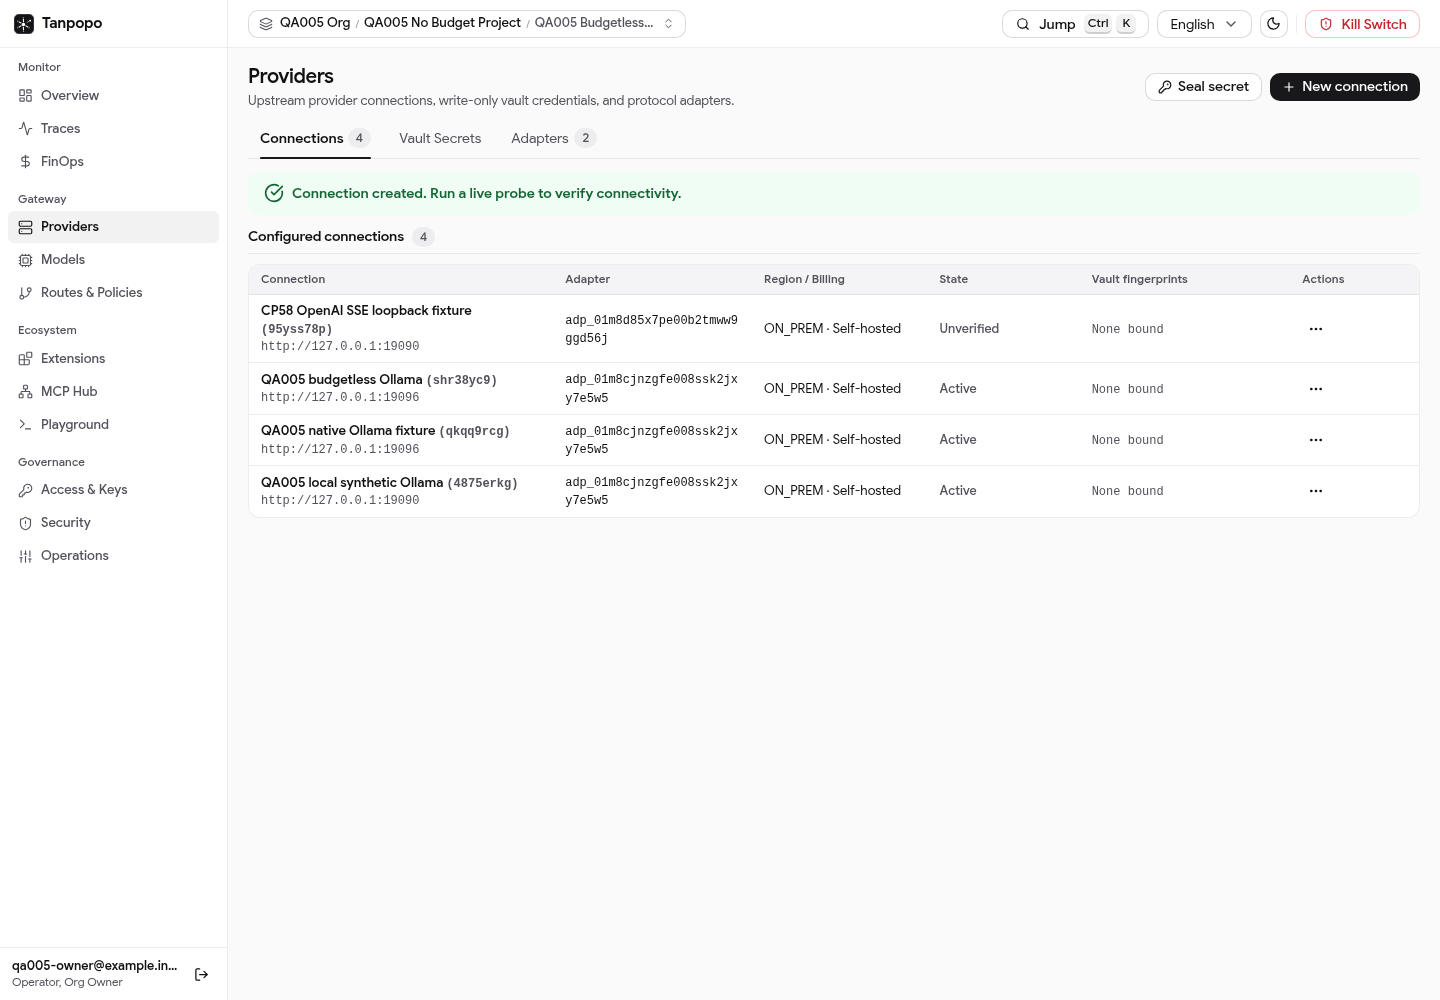 Tanpopo
QA005 Org / QA005 No Budget Project / QA005 Budgetless...
Jump Ctrl K
English
Kill Switch
Monitor
Overview
Traces
FinOps
Gateway
Providers
Models
Routes & Policies
Ecosystem
Extensions
MCP Hub
Playground
Governance
Access & Keys
Security
Operations
qa005-owner@example.in...
Operator, Org Owner
Providers
Upstream provider connections, write-only vault credentials, and protocol adapters.
Seal secret
New connection
Connections 4
Vault Secrets
Adapters 2
Connection created. Run a live probe to verify connectivity.
Configured connections 4
Connection Adapter Region / Billing State Vault fingerprints Actions
CP58 OpenAI SSE loopback fixture
(95yss78p)
http://127.0.0.1:19090
adp_01m8d85x7pe00b2tmww9
ggd56j
ON_PREM · Self-hosted
Unverified
None bound
QA005 budgetless Ollama (shr38yc9)
http://127.0.0.1:19096
adp_01m8cjnzgfe008ssk2jx
y7e5w5
ON_PREM · Self-hosted
Active
None bound
QA005 native Ollama fixture (qkqq9rcg)
http://127.0.0.1:19096
adp_01m8cjnzgfe008ssk2jx
y7e5w5
ON_PREM · Self-hosted
Active
None bound
QA005 local synthetic Ollama (4875erkg)
http://127.0.0.1:19090
adp_01m8cjnzgfe008ssk2jx
y7e5w5
ON_PREM · Self-hosted
Active
None bound